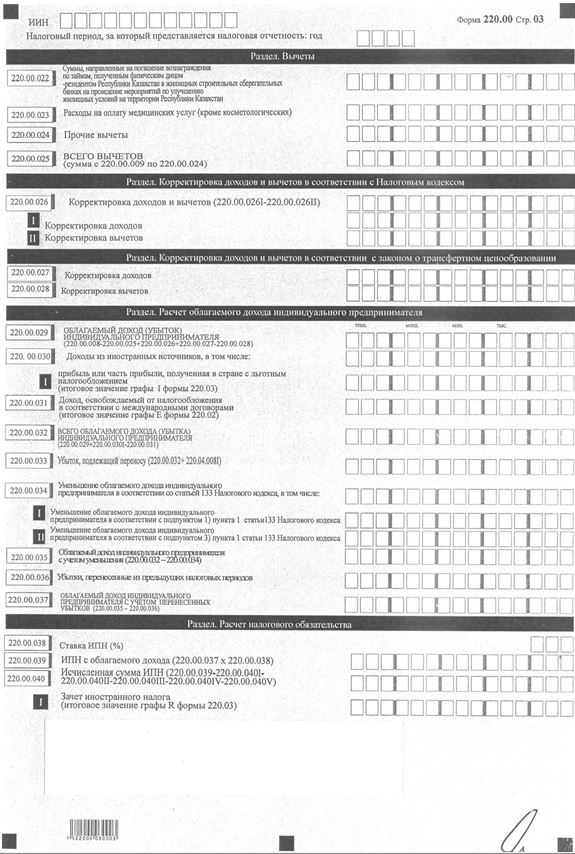 ИИН
Форма 220.00 Стр. 03
Налоговый период, за который представляется налоговая отчетность: год
Раздел. Вычеты
220.00.022
Суммы, направленные на погашение вознаграждения
по займам, полученным физическим лицом
-резидентом Республики Казахстан в жилищных строительных сберегательных
банках на проведение мероприятий по улучшению
жилищных условий на территории Республики Казахстан
220.00.023 Расходы на оплату медицинских услуг (кроме косметологических)
220.00.024 Прочие вычеты
220.00.025 ВСЕГО ВЫЧЕТОВ
(сумма с 220.00.009 по 220.00.024)
Раздел. Корректировка доходов и вычетов в соответствии с Налоговым кодексом
220.00.026 Корректировка доходов и вычеты (220.00.026I-220.00.026II)
I Корректировка доходов
II Корректировка вычетов
Раздел. Корректировка доходов и вычетов в соответствии с законом о трансфертном ценообразовании
220.00.027 Корректировка доходов
220.00.028 Корректировка вычетов
Раздел. Расчет облагаемого дохода индивидуального предпринимателя
трлн. млрд. млн. тыс.
220.00.029 ОБЛАГАЕМЫЙ ДОХОД (УБЫТОК)
ИНДИВИДУАЛЬНОГО ПРЕДПРИНИМАТЕЛЯ
(220.00.008-220.00.025+220.00.026+220.00.027-220.00.028)
220. 00.030 Доходы из иностранных источников, в том числе:
I прибыль или часть прибыли, полученная в стране с льготным
налогообложением
(итоговое значение графы I формы 220.03)
220.00.031 Доход, освобождаемый от налогообложения
в соответствии с международными договорами
(итоговое значение графы E формы 220.02)
220.00.032 ВСЕГО ОБЛАГАЕМОГО ДОХОДА (УБЫТКА)
ИНДИВИДУАЛЬНОГО ПРЕДПРИНИМАТЕЛЯ
(220.00.029+220.00.030I-220.00.031)
220.00.033 Убыток, подлежащий переносу (220.00.032+ 220.04.008I)
220.00.034 Уменьшение облагаемого дохода индивидуального
предпринимателя в соответствии со статьей 133 Налогового кодекса, в том числе:
I Уменьшение облагаемого дохода индивидуального
предпринимателя в соответствии с подпунктом 1) пункта 1 статьи133 Налогового кодекса
II Уменьшение облагаемого дохода индивидуального
предпринимателя в соответствии с подпунктом 3) пункта 1 статьи 133 Налогового кодекса
220.00.035 Облагаемый доход индивидуального предпринимателя
с учетом уменьшения (220.00.032 – 220.00.034)
220.00.036 Убытки, перенесенные из предыдущих налоговых периодов
220.00.037 ОБЛАГАЕМЫЙ ДОХОД ИНДИВИДУАЛЬНОГО
ПРЕДПРИНИМАТЕЛЯ С УЧЕТОМ ПЕРЕНЕСЕННЫХ
УБЫТКОВ (220.00.035 – 220.00.036)
Раздел. Расчет налогового обязательства
220.00.038 Ставка ИПН (%)
220.00.039 ИПН с облагаемого дохода (220.00.037 x 220.00.038)
220.00.040 Исчисленная сумма ИПН (220.00.039-220.00.040I-
220.00.040II-220.00.040III-220.00.040IV-220.00.040V)
I Зачет иностранного налога
(итоговое значение графы R формы 220.03)
1522000030003